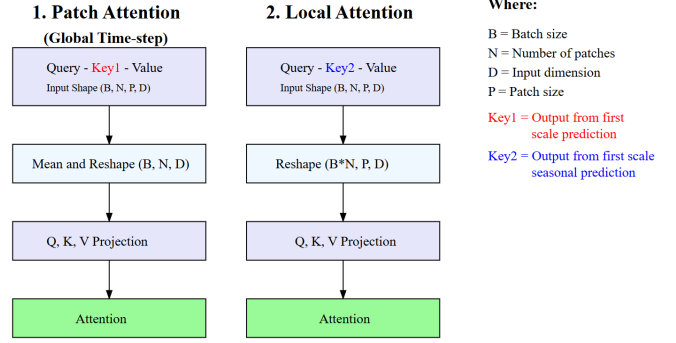 1. Patch Attention
(Global Time-step)
Query - Key1 - Value
Input Shape (B, N, P, D)
Mean and Reshape (B, N, D)
Q, K, V Projection
Attention
2. Local Attention
Query - Key2 - Value
Input Shape (B, N, P, D)
Reshape (B*N, P, D)
Q, K, V Projection
Attention
Where:
B = Batch size
N = Number of patches
D = Input dimension
P = Patch size
Key1 = Output from first
scale prediction
Key2 = Output from first scale
seasonal prediction